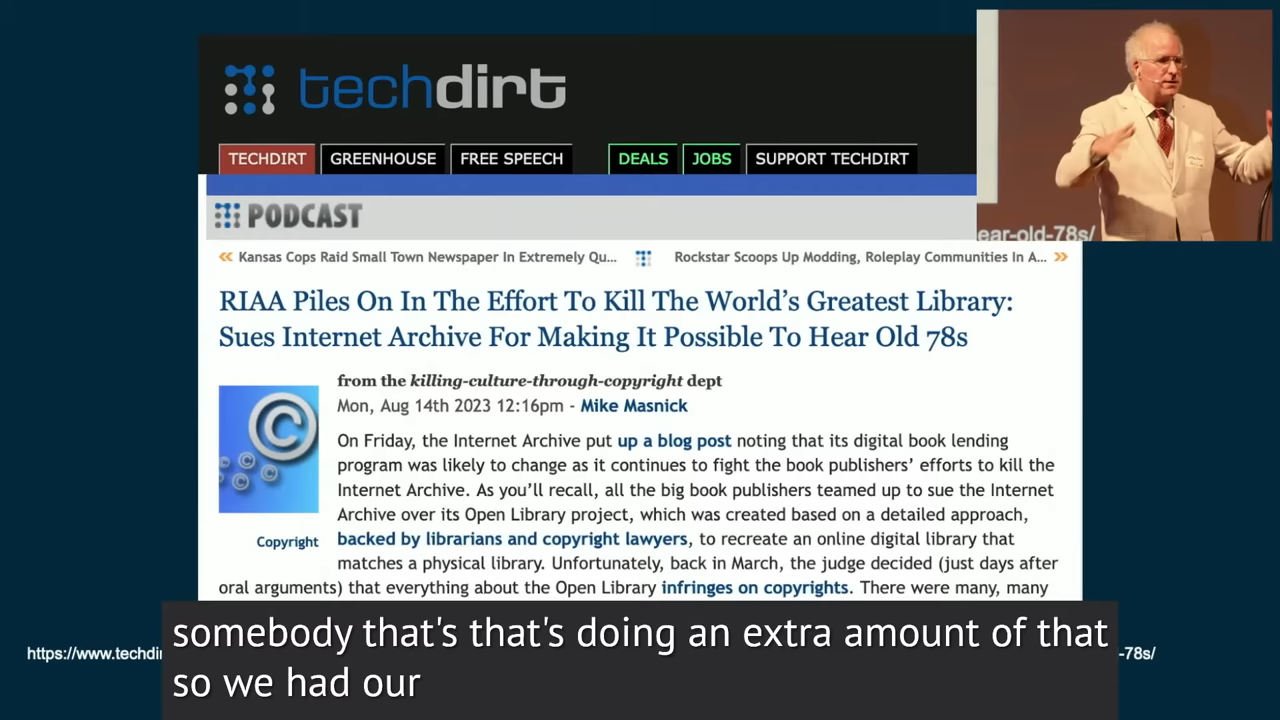 techdirt
TECHDIRT GREENHOUSE FREE SPEECH DEALS JOBS SUPPORT TECHDIRT
PODCAST
« Kansas Cops Raid Small Town Newspaper In Extremely Qu... Rockstar Scoops Up Modding, Roleplay Communities In A... »
RIAA Piles On In The Effort To Kill The World's Greatest Library:
Sues Internet Archive For Making It Possible To Hear Old 78s
from the killing-culture-through-copyright dept
Mon, Aug 14th 2023 12:16pm - Mike Masnick
On Friday, the Internet Archive put up a blog post noting that its digital book lending
program was likely to change as it continues to fight the book publishers' efforts to kill the
Internet Archive. As you'll recall, all the big book publishers teamed up to sue the Internet
Archive over its Open Library project, which was created based on a detailed approach,
backed by librarians and copyright lawyers, to recreate an online digital library that
matches a physical library. Unfortunately, back in March, the judge decided (just days after
oral arguments) that everything about the Open Library infringes on copyrights. There were many, many
Copyright
ear-old-78s/
https://www.techdir
-78s/
somebody that's that's doing an extra amount of that
so we had our